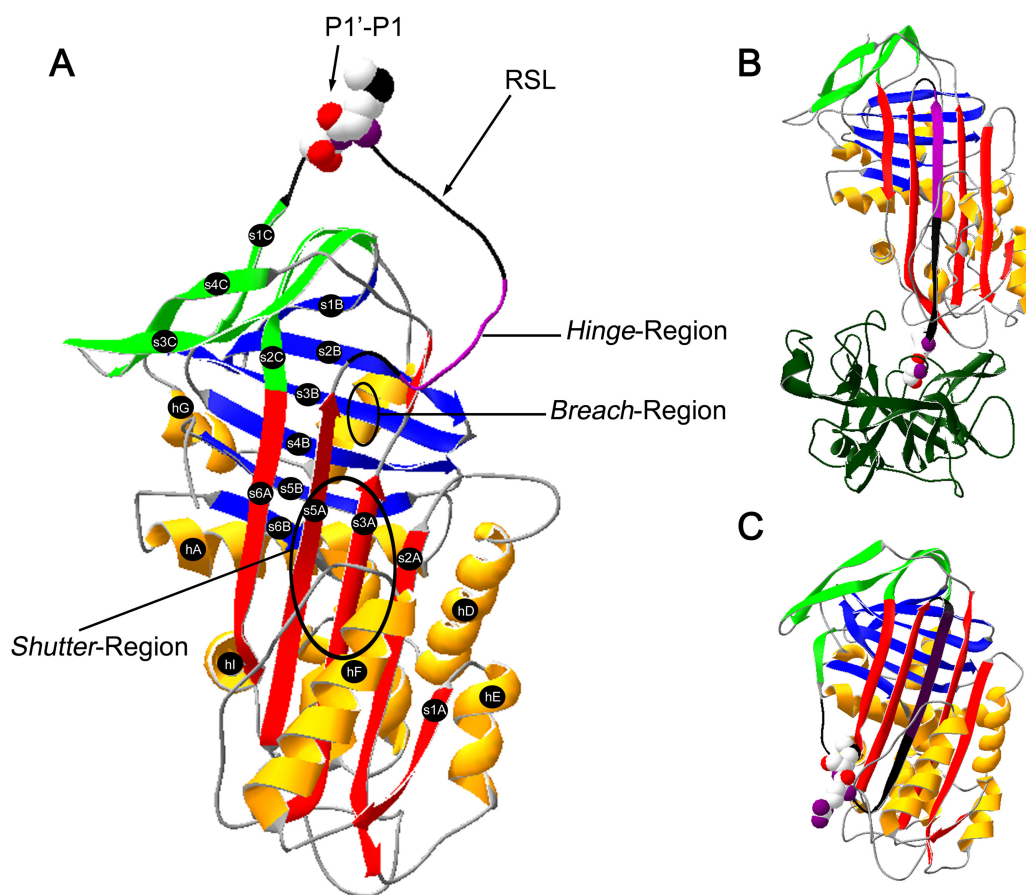 P1’-P1
A
B
RSL
s1C
s4C
s1B
s3C
s2C
s2B
Hinge-Region
s3B
hG
Breach-Region
s4B
s6A
s5B
s5A
s3A
s6B
C
hA
s2A
hD
Shutter-Region
hI
hF
hE
s1A